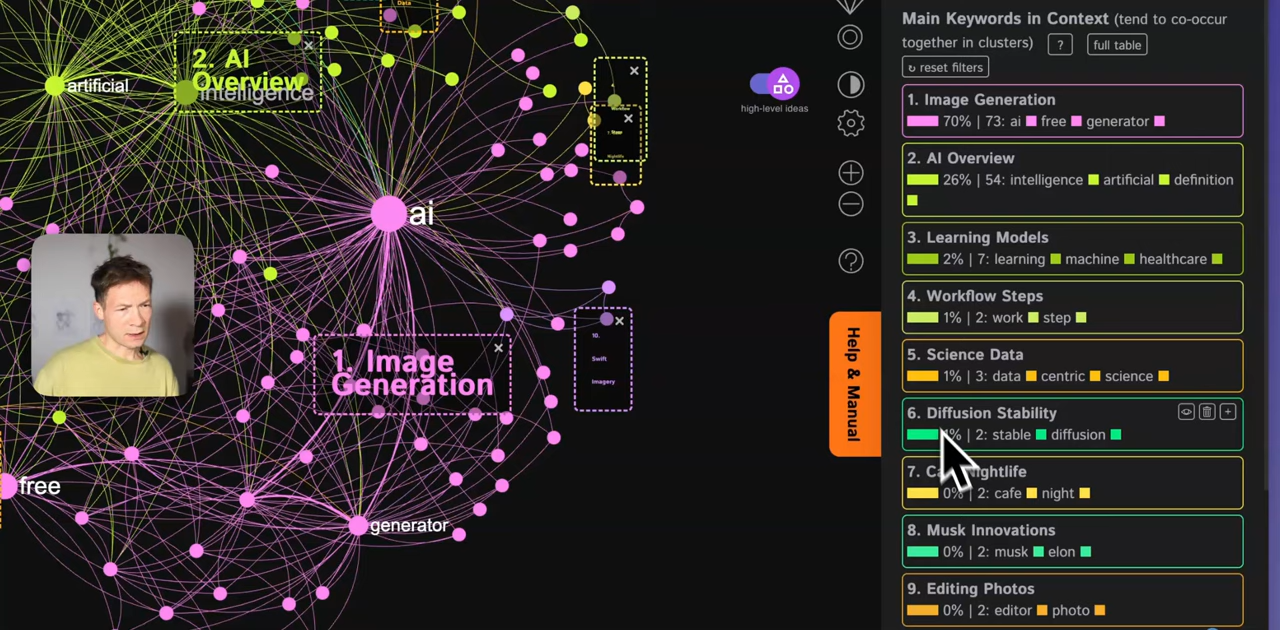 Data
artificial
2. AI
Overview
intelligence
ai
1. Image
Generation
10.
Swift
Imagery
free
generator
high-level ideas
Help & Manual
Main Keywords in Context (tend to co-occur
together in clusters) ? full table
↻ reset filters
1. Image Generation
70% | 73: ai free generator
2. AI Overview
26% | 54: intelligence artificial definition
3. Learning Models
2% | 7: learning machine healthcare
4. Workflow Steps
1% | 2: work step
5. Science Data
1% | 3: data centric science
6. Diffusion Stability
% | 2: stable diffusion
7. Nightlife
0% | 2: cafe night
8. Musk Innovations
0% | 2: musk elon
9. Editing Photos
0% | 2: editor photo